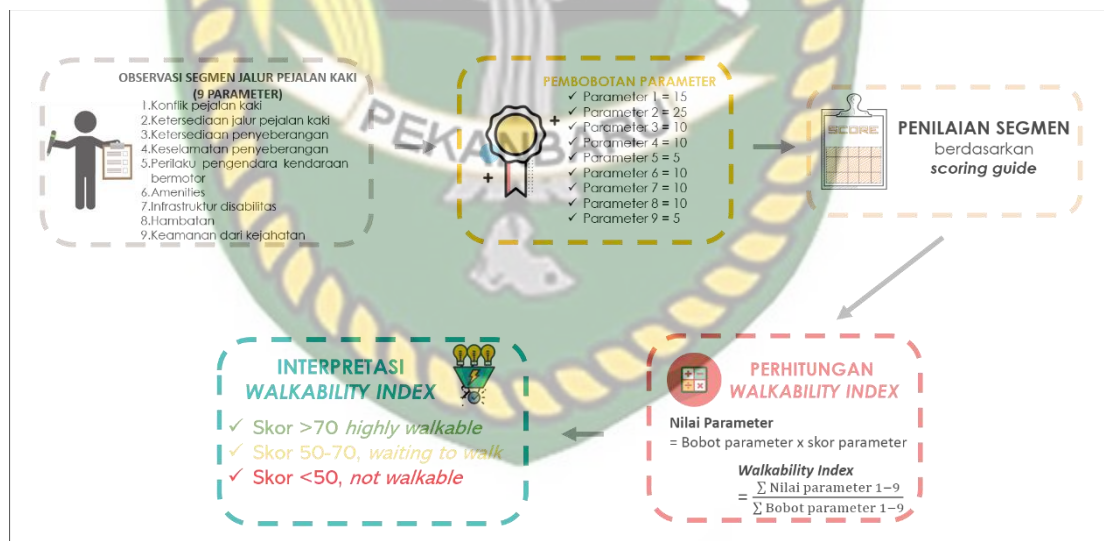 OBSERVASI SEGMEN JALUR PEJALAN KAKI
(9 PARAMETER)
1.Konflik pejalan kaki
2.Ketersediaan jalur pejalan kaki
3.Ketersediaan penyeberangan
4.Keselamatan penyeberangan
5.Perilaku pengendara kendaraan
bermotor
6.Amenities
7.Infrastruktur disabilitas
8.Hambatan
9.Keamanan dari kejahatan
PEKANBARU
PEMBOBOTAN PARAMETER
✓ Parameter 1 = 15
✓ Parameter 2 = 25
✓ Parameter 3 = 10
✓ Parameter 4 = 10
✓ Parameter 5 = 5
✓ Parameter 6 = 10
✓ Parameter 7 = 10
✓ Parameter 8 = 10
✓ Parameter 9 = 5
SCORE
PENILAIAN SEGMEN
berdasarkan
scoring guide
PERHITUNGAN
WALKABILITY INDEX
Nilai Parameter
= Bobot parameter x skor parameter
Walkability Index
= ∑ Nilai parameter 1−9
∑ Bobot parameter 1−9
INTERPRETASI
WALKABILITY INDEX
✓ Skor >70 highly walkable
✓ Skor 50-70, waiting to walk
✓ Skor <50, not walkable